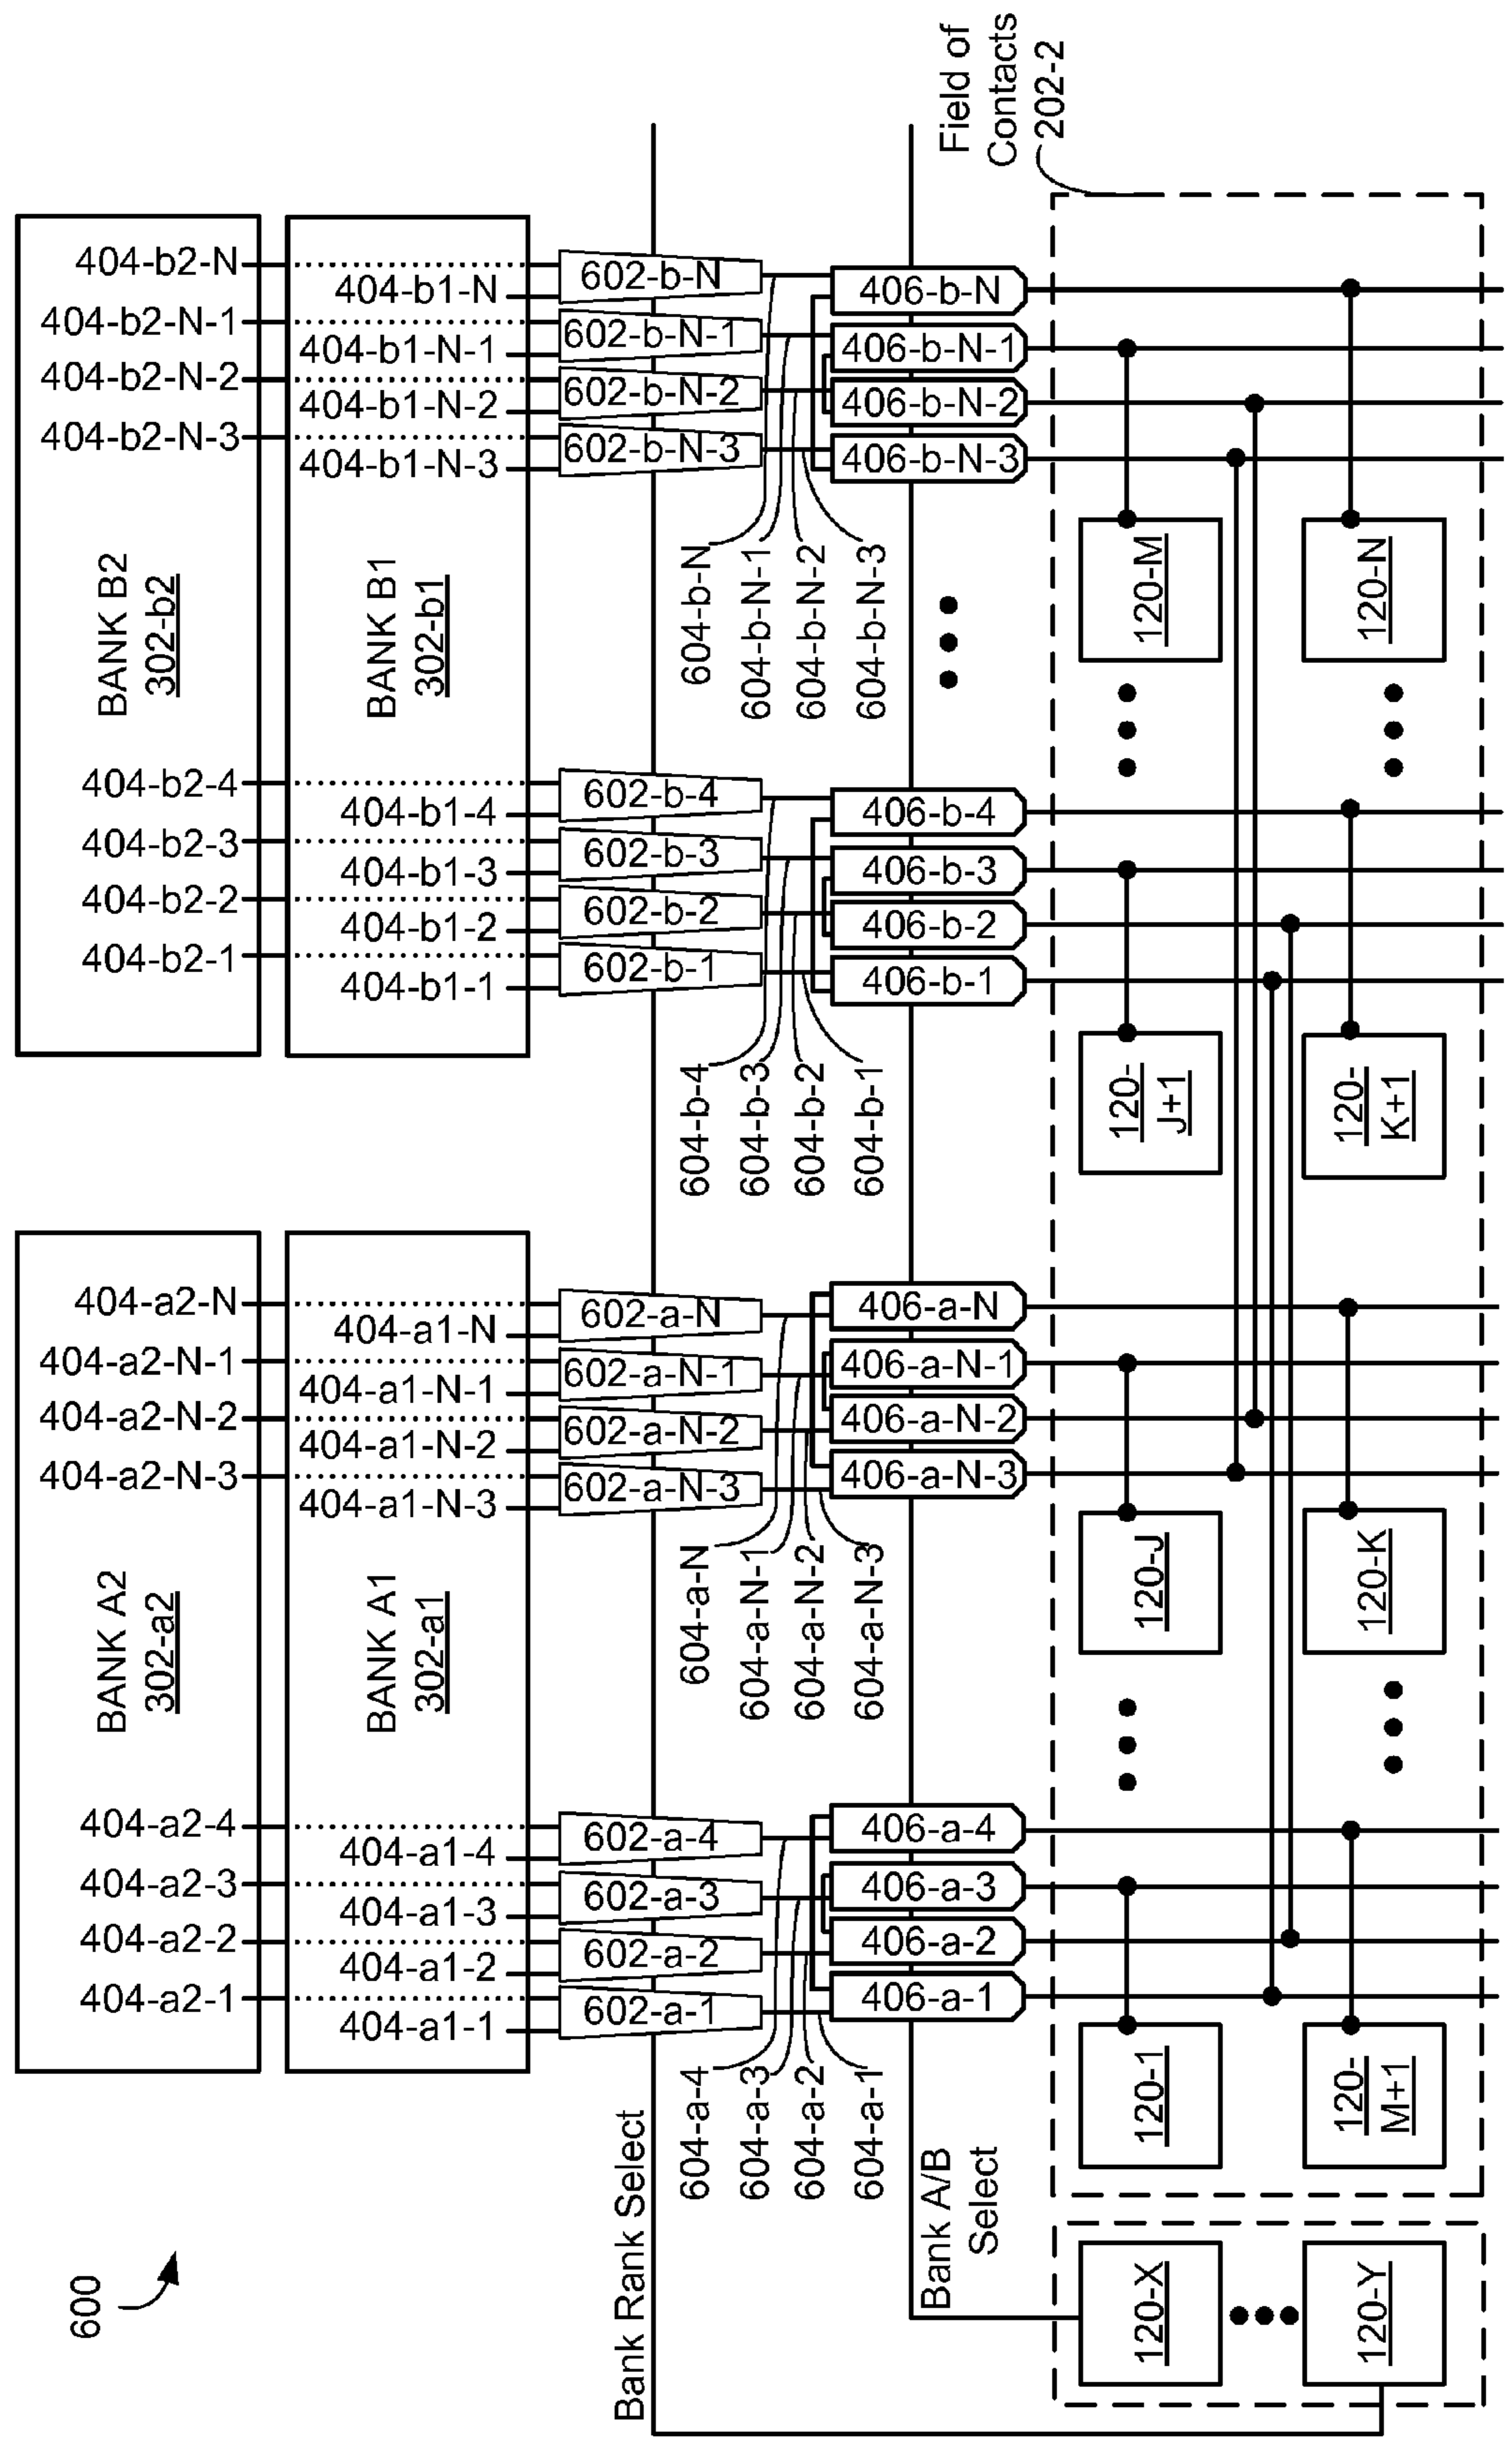 600
BANK A2
302-a2
404-a2-1
404-a2-2
404-a2-3
404-a2-4
404-a2-N-3
404-a2-N-2
404-a2-N-1
404-a2-N
BANK B2
302-b2
404-b2-1
404-b2-2
404-b2-3
404-b2-4
404-b2-N-3
404-b2-N-2
404-b2-N-1
404-b2-N
BANK A1
302-a1
404-a1-1
404-a1-2
404-a1-3
404-a1-4
404-a1-N-3
404-a1-N-2
404-a1-N-1
404-a1-N
BANK B1
302-b1
404-b1-1
404-b1-2
404-b1-3
404-b1-4
404-b1-N-3
404-b1-N-2
404-b1-N-1
404-b1-N
Bank Rank Select
602-a-1
602-a-2
602-a-3
602-a-4
602-a-N-3
602-a-N-2
602-a-N-1
602-a-N
602-b-1
602-b-2
602-b-3
602-b-4
602-b-N-3
602-b-N-2
602-b-N-1
602-b-N
604-a-4
604-a-3
604-a-2
604-a-1
604-a-N
604-a-N-1
604-a-N-2
604-a-N-3
604-b-4
604-b-3
604-b-2
604-b-1
604-b-N
604-b-N-1
604-b-N-2
604-b-N-3
Bank A/B
Select
406-a-1
406-a-2
406-a-3
406-a-4
406-a-N-3
406-a-N-2
406-a-N-1
406-a-N
406-b-1
406-b-2
406-b-3
406-b-4
406-b-N-3
406-b-N-2
406-b-N-1
406-b-N
Field of
Contacts
202-2
120-X
120-1
120-J
120-
J+1
120-M
120-Y
120-
M+1
120-K
120-
K+1
120-N